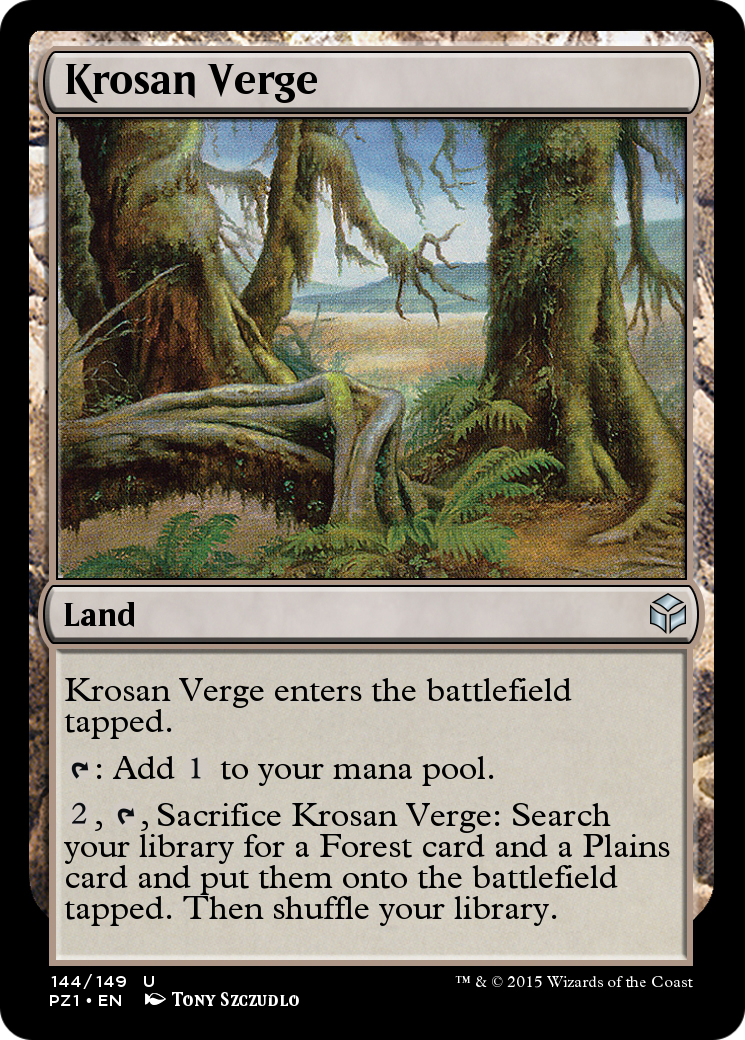 Krosan Verge
Land
Krosan Verge enters the battlefield
tapped.
: Add 1 to your mana pool.
2, , Sacrifice Krosan Verge: Search
your library for a Forest card and a Plains
card and put them onto the battlefield
tapped. Then shuffle your library.
144/149 U
PZ1 • EN Tony Szczudlo
™ & © 2015 Wizards of the Coast